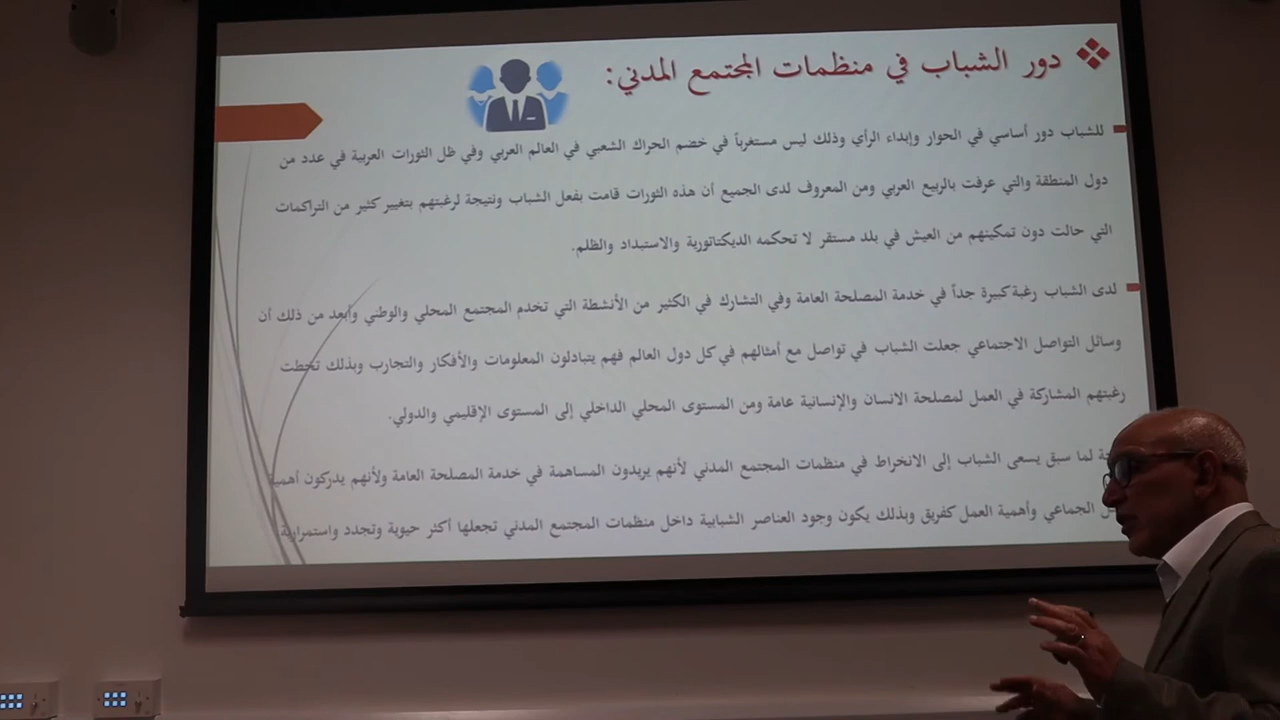 دور الشباب في منظمات المجتمع المدني:
للشباب دور أساسي في الحوار وإبداء الرأي وذلك ليس مستغرباً في خضم الحراك الشعبي في العالم العربي وفي ظل الثورات العربية في عدد من
دول المنطقة والتي عرفت بالربيع العربي ومن المعروف لدى الجميع أن هذه الثورات قامت بفعل الشباب ونتيجة لرغبتهم بتغيير كثير من التراكمات
التي حالت دون تمكينهم من العيش في بلد مستقر لا تحكمه الديكتاتورية والاستبداد والظلم.
لدى الشباب رغبة كبيرة جداً في خدمة المصلحة العامة وفي التشارك في الكثير من الأنشطة التي تخدم المجتمع المحلي والوطني وأبعد من ذلك أن
وسائل التواصل الاجتماعي جعلت الشباب في تواصل مع أمثالهم في كل دول العالم فهم يتبادلون المعلومات والأفكار والتجارب وبذلك تخطت
رغبتهم المشاركة في العمل لمصلحة الانسان والإنسانية عامة ومن المستوى المحلي الداخلي إلى المستوى الإقليمي والدولي.
لما سبق يسعى الشباب إلى الانخراط في منظمات المجتمع المدني لأنهم يريدون المساهمة في خدمة المصلحة العامة ولأنهم يدركون أهمية
الجماعي وأهمية العمل كفريق وبذلك يكون وجود العناصر الشبابية داخل منظمات المجتمع المدني تجعلها أكثر حيوية وتجدد واستمرارية